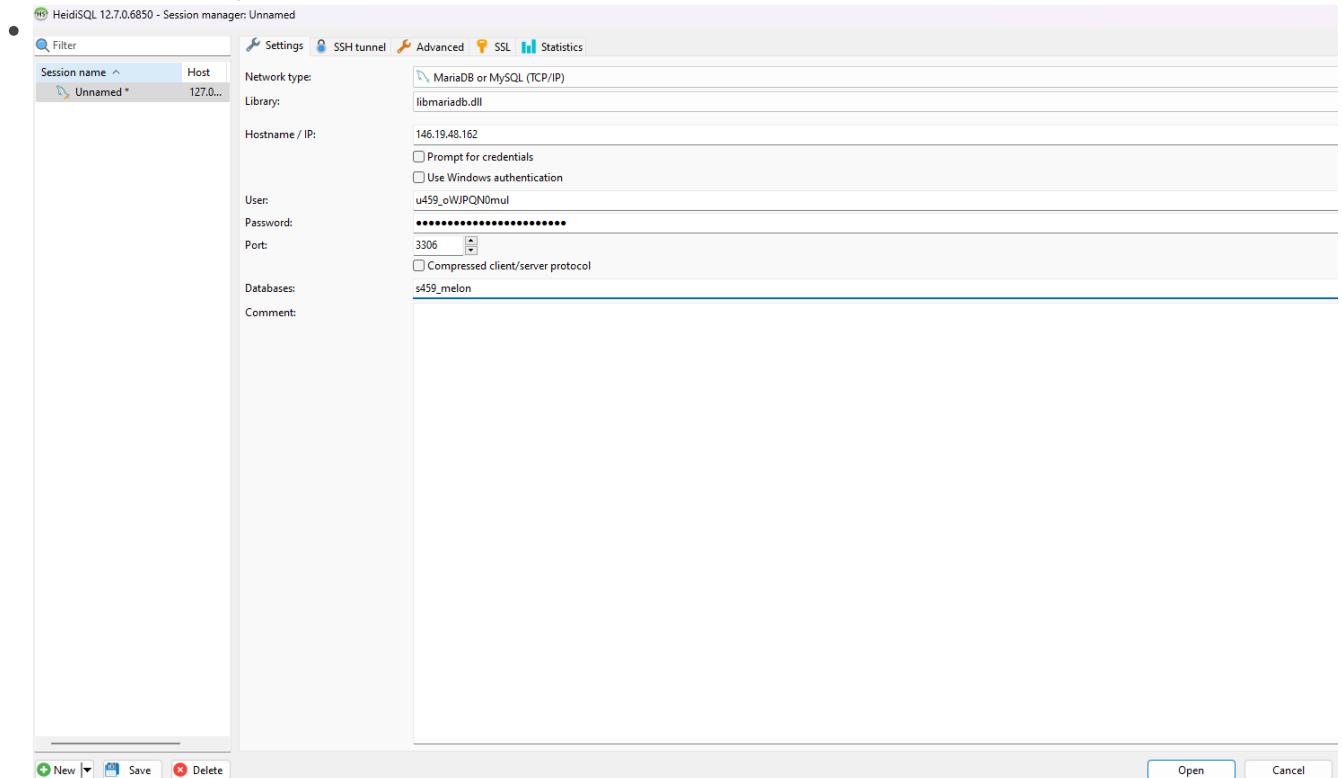 HeidiSQL 12.7.0.6850 - Session manager: Unnamed
Filter
Settings SSH tunnel Advanced SSL Statistics
Session name Host
Unnamed * 127.0...
Network type: MariaDB or MySQL (TCP/IP)
Library: libmariadb.dll
Hostname / IP: 146.19.48.162
Prompt for credentials
Use Windows authentication
User: u459_oWJPQN0mul
Password: ••••••••••••••••••••••••
Port: 3306
Compressed client/server protocol
Databases: s459_melon
Comment:
New Save Delete
Open Cancel